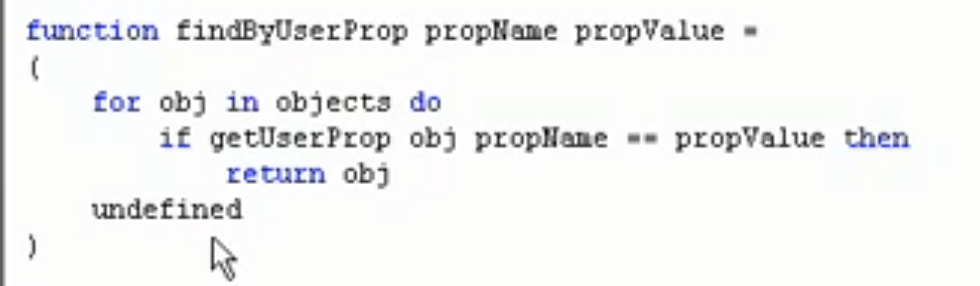 function findByUserProp propName propValue =
(
    for obj in objects do
        if getUserProp obj propName == propValue then
            return obj
    undefined
)